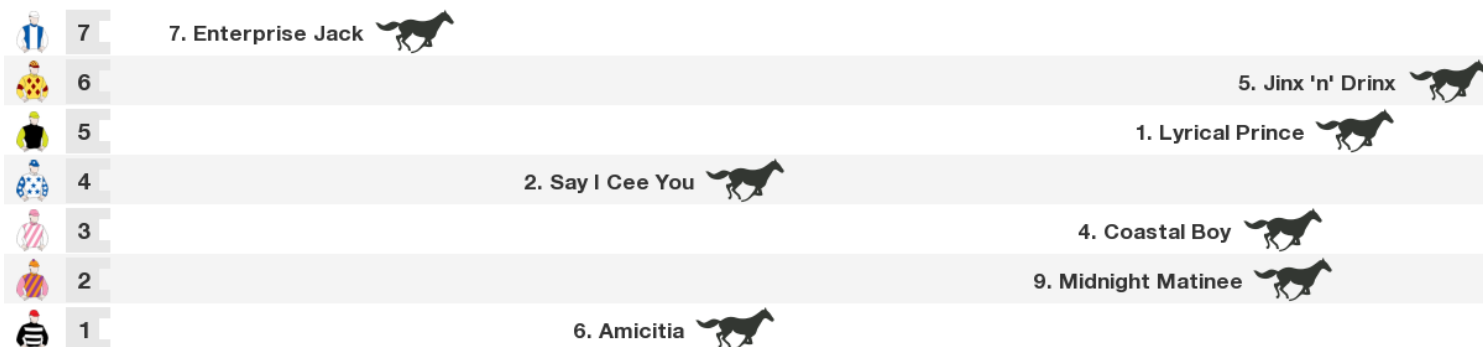 7 7. Enterprise Jack
6 5. Jinx 'n' Drinx
5 1. Lyrical Prince
4 2. Say I Cee You
3 4. Coastal Boy
2 9. Midnight Matinee
1 6. Amicitia